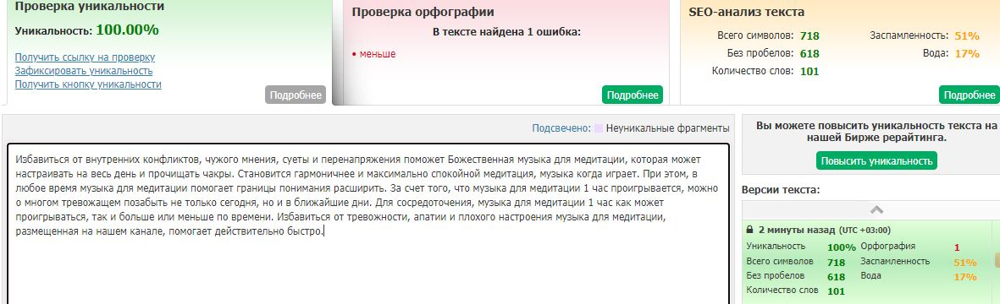 Проверка уникальности
Уникальность: 100.00%
Получить ссылку на проверку
Зафиксировать уникальность
Получить кнопку уникальности
Подробнее
Проверка орфографии
В тексте найдена 1 ошибка:
• меньше
Подробнее
SEO-анализ текста
Всего символов: 718 Заспамленность: 51%
Без пробелов: 618 Вода: 17%
Количество слов: 101
Подробнее
Подсвечено: Неуникальные фрагменты
Избавиться от внутренних конфликтов, чужого мнения, суеты и перенапряжения поможет Божественная музыка для медитации, которая может
настраивать на весь день и прочищать чакры. Становится гармоничнее и максимально спокойной медитация, музыка когда играет. При этом, в
любое время музыка для медитации помогает границы понимания расширить. За счет того, что музыка для медитации 1 час проигрывается, можно
о многом тревожащем позабыть не только сегодня, но и в ближайшие дни. Для сосредоточения, музыка для медитации 1 час как может
проигрываться, так и больше или меньше по времени. Избавиться от тревожности, апатии и плохого настроения музыка для медитации,
размещенная на нашем канале, помогает действительно быстро.
Вы можете повысить уникальность текста на
нашей Бирже рерайтинга.
Повысить уникальность
Версии текста:
2 минуты назад (UTC +03:00)
Уникальность 100% Орфография 1
Всего символов 718 Заспамленность 51%
Без пробелов 618 Вода 17%
Количество слов 101